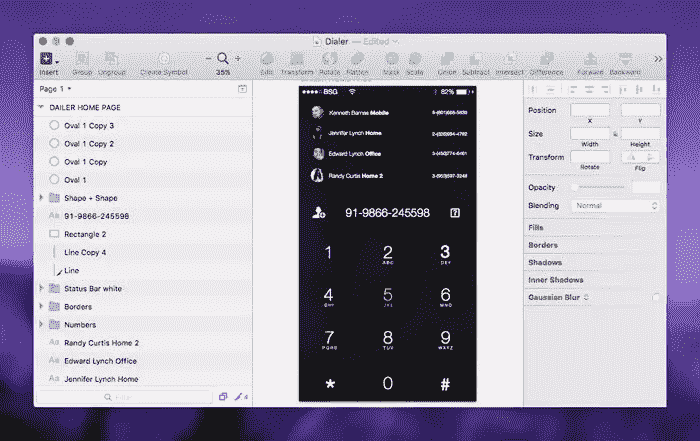 Dialer — Edited
Insert Group Ungroup Create Symbol 35% Edit Transform Rotate Flatten Mask Scale Union Subtract Intersect Difference Forward Backward
Page 1
DAILER HOME PAGE
Oval 1 Copy 3
Oval 1 Copy 2
Oval 1 Copy
Oval 1
Shape + Shape
Aa 91-9866-245598
Rectangle 2
Line Copy 4
Line
Status Bar white
Borders
Numbers
Aa Randy Curtis Home 2
Aa Edward Lynch Office
Aa Jennifer Lynch Home
Filter
4
BSG 82%
Kenneth Barnes Mobile
Jennifer Lynch Home
Edward Lynch Office
Randy Curtis Home 2
91-9866-245598
1 2 3
ABC DEF
4 5 6
GHI JKL MNO
7 8 9
PQRS TUV WXYZ
* 0 #
Position
X Y
Size
Width Height
Transform
Rotate Flip
Opacity
Blending Normal
Fills
Borders
Shadows
Inner Shadows
Gaussian Blur